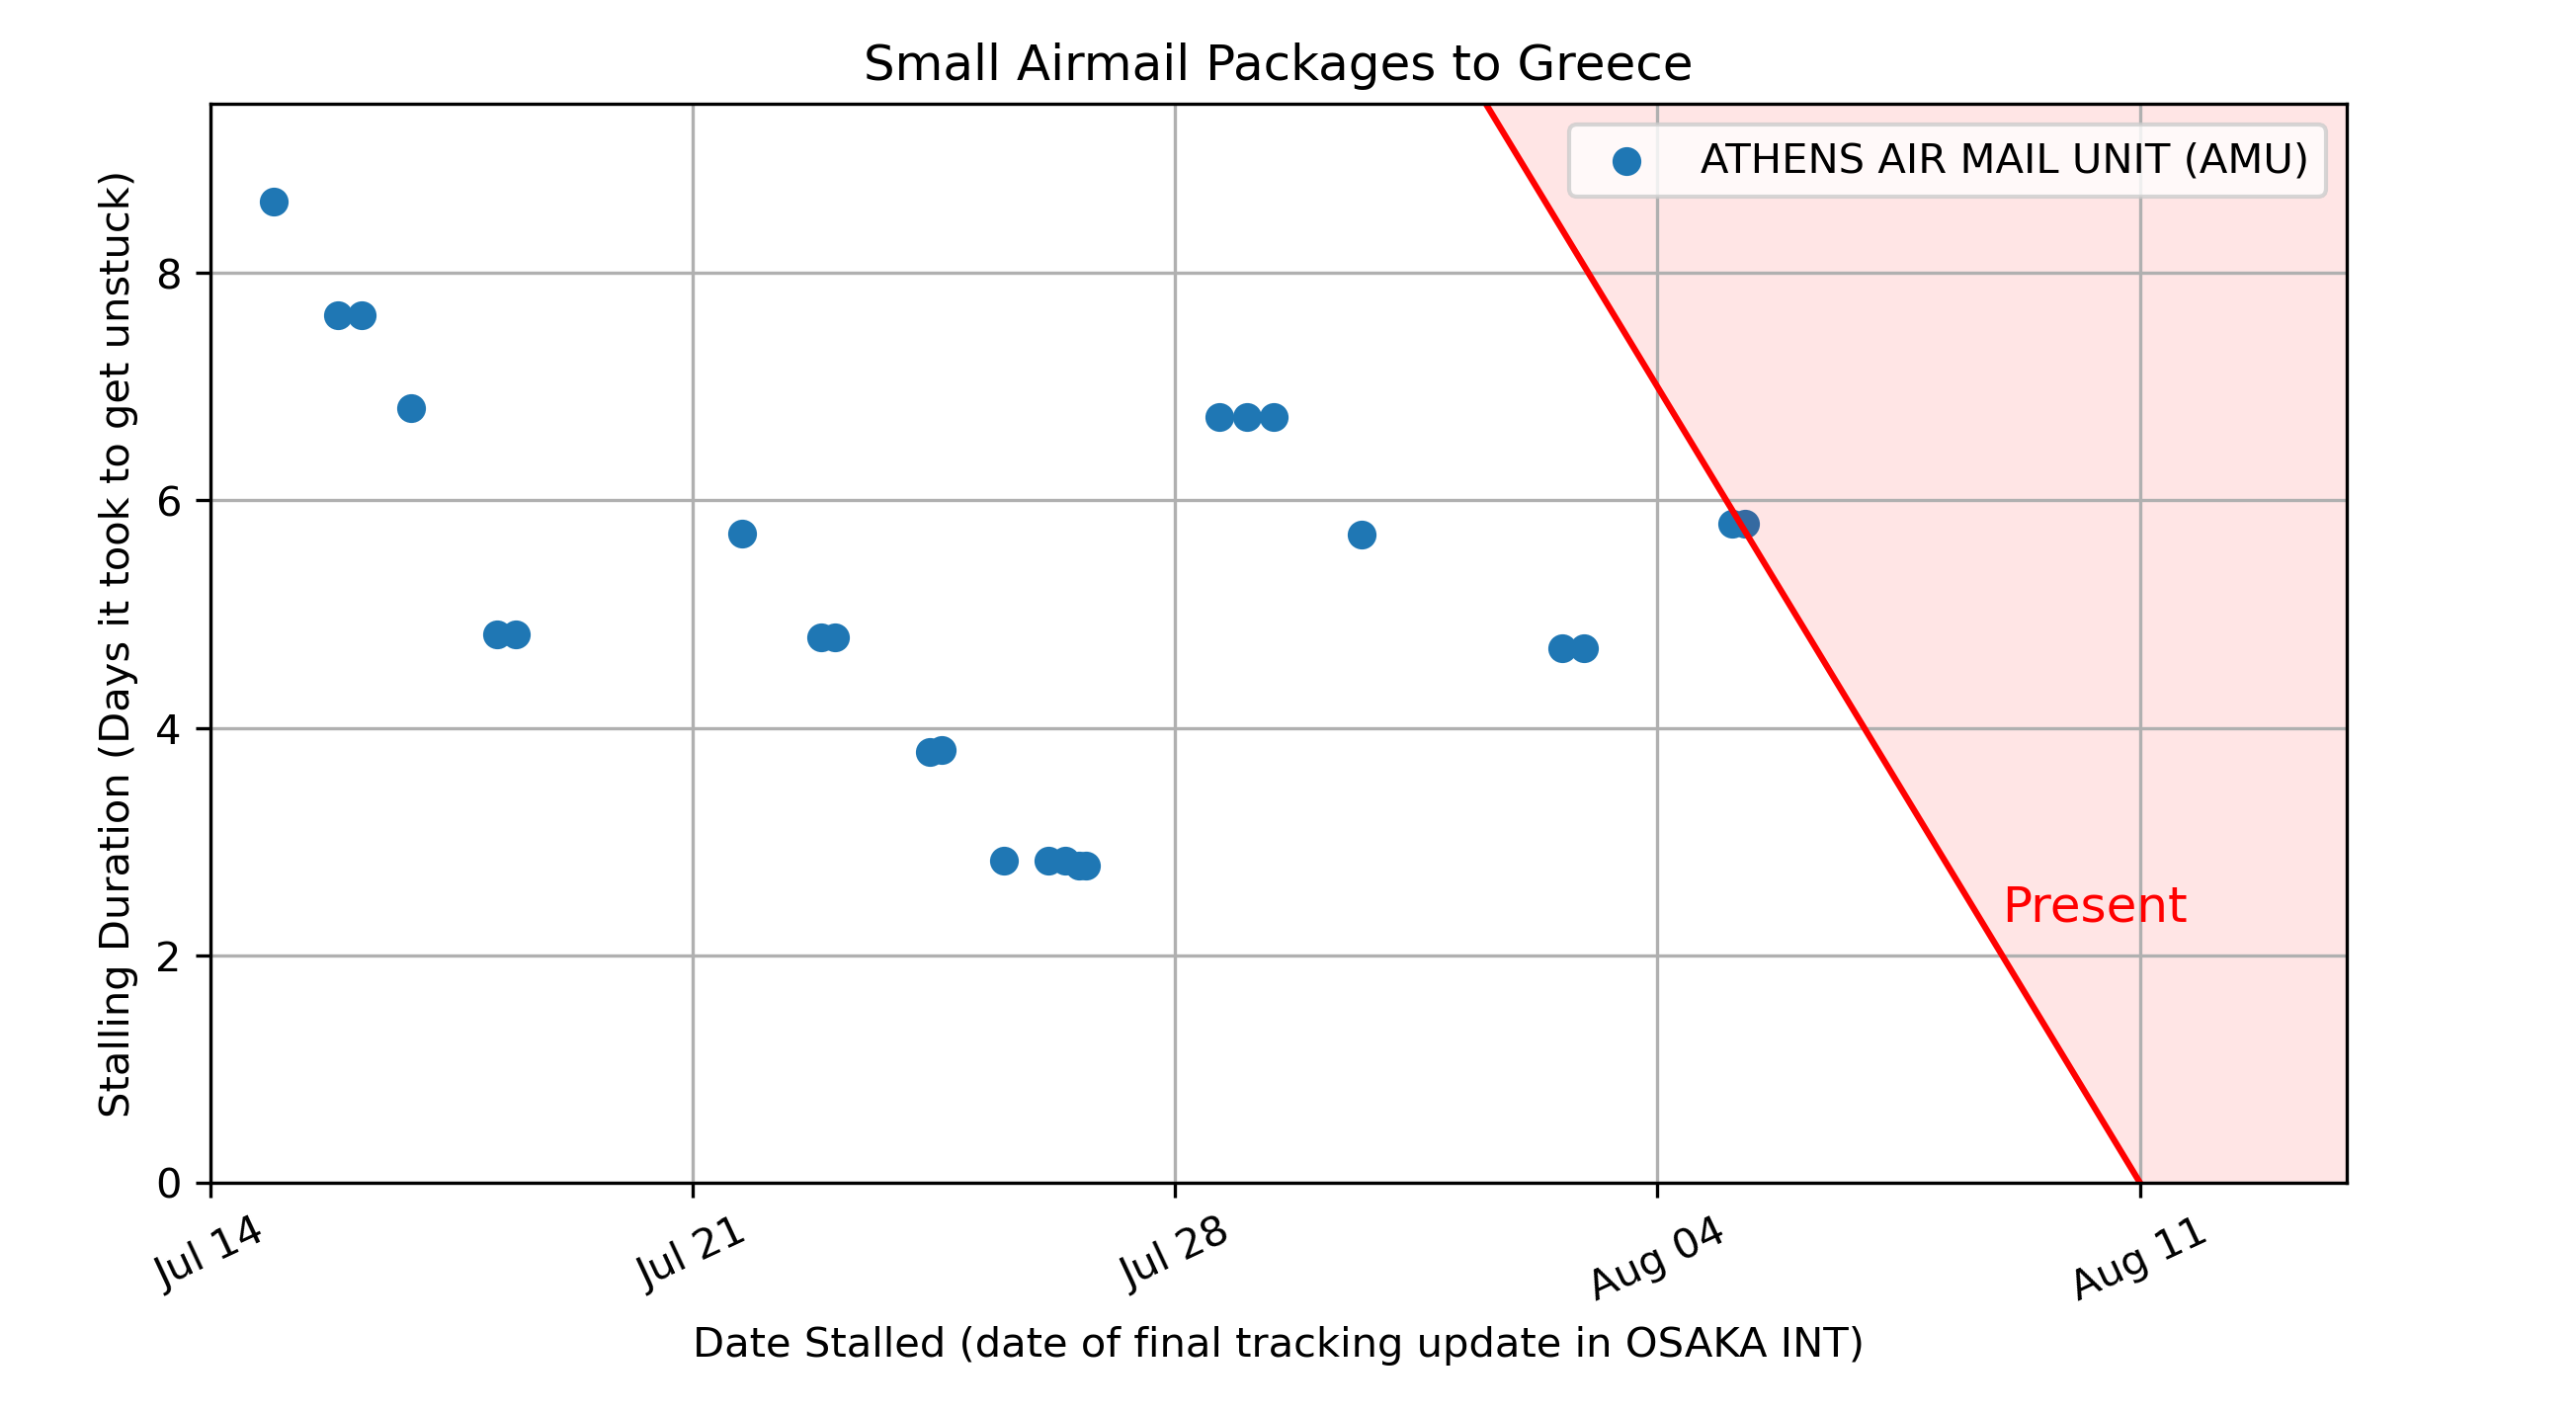 Small Airmail Packages to Greece
ATHENS AIR MAIL UNIT (AMU)
Stalling Duration (Days it took to get unstuck)
8
6
4
2
0
Present
Jul 14
Jul 21
Jul 28
Aug 04
Aug 11
Date Stalled (date of final tracking update in OSAKA INT)